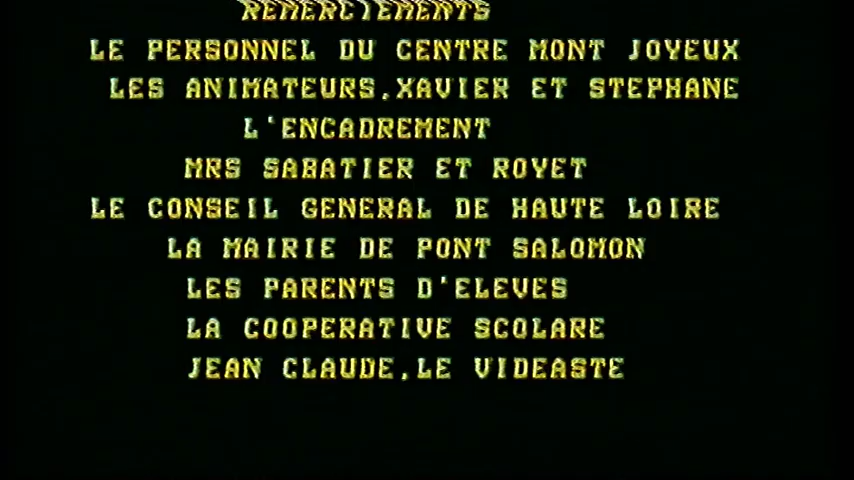 REMERCIEMENTS
LE PERSONNEL DU CENTRE MONT JOYEUX
LES ANIMATEURS,XAVIER ET STEPHANE
L'ENCADREMENT
MRS SABATIER ET ROYET
LE CONSEIL GENERAL DE HAUTE LOIRE
LA MAIRIE DE PONT SALOMON
LES PARENTS D'ELEVES
LA COOPERATIVE SCOLARE
JEAN CLAUDE,LE VIDEASTE